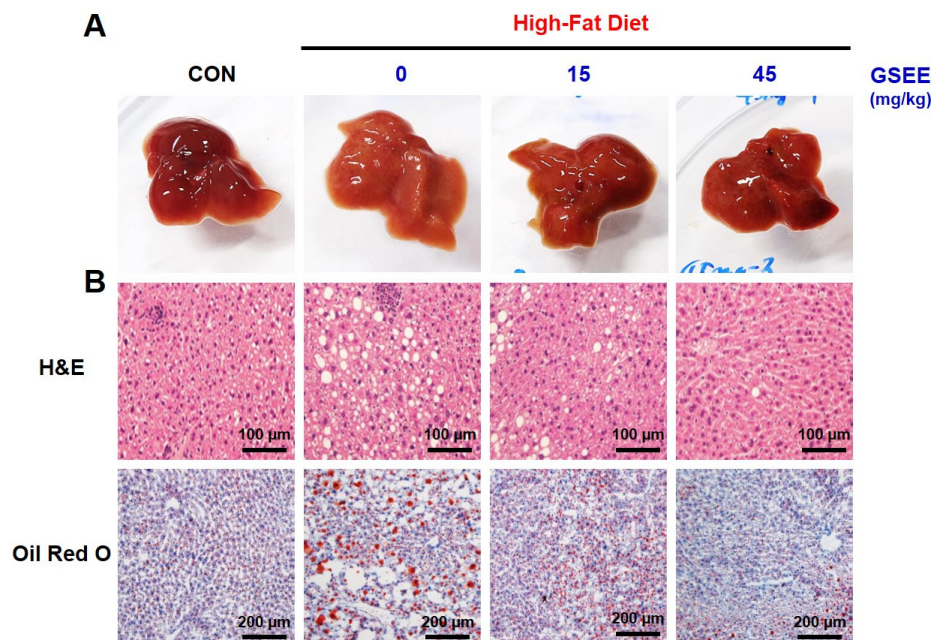 A
High-Fat Diet
CON 0 15 45 GSEE
(mg/kg)
B
H&E
100 µm 100 µm 100 µm 100 µm
Oil Red O
200 µm 200 µm 200 µm 200 µm